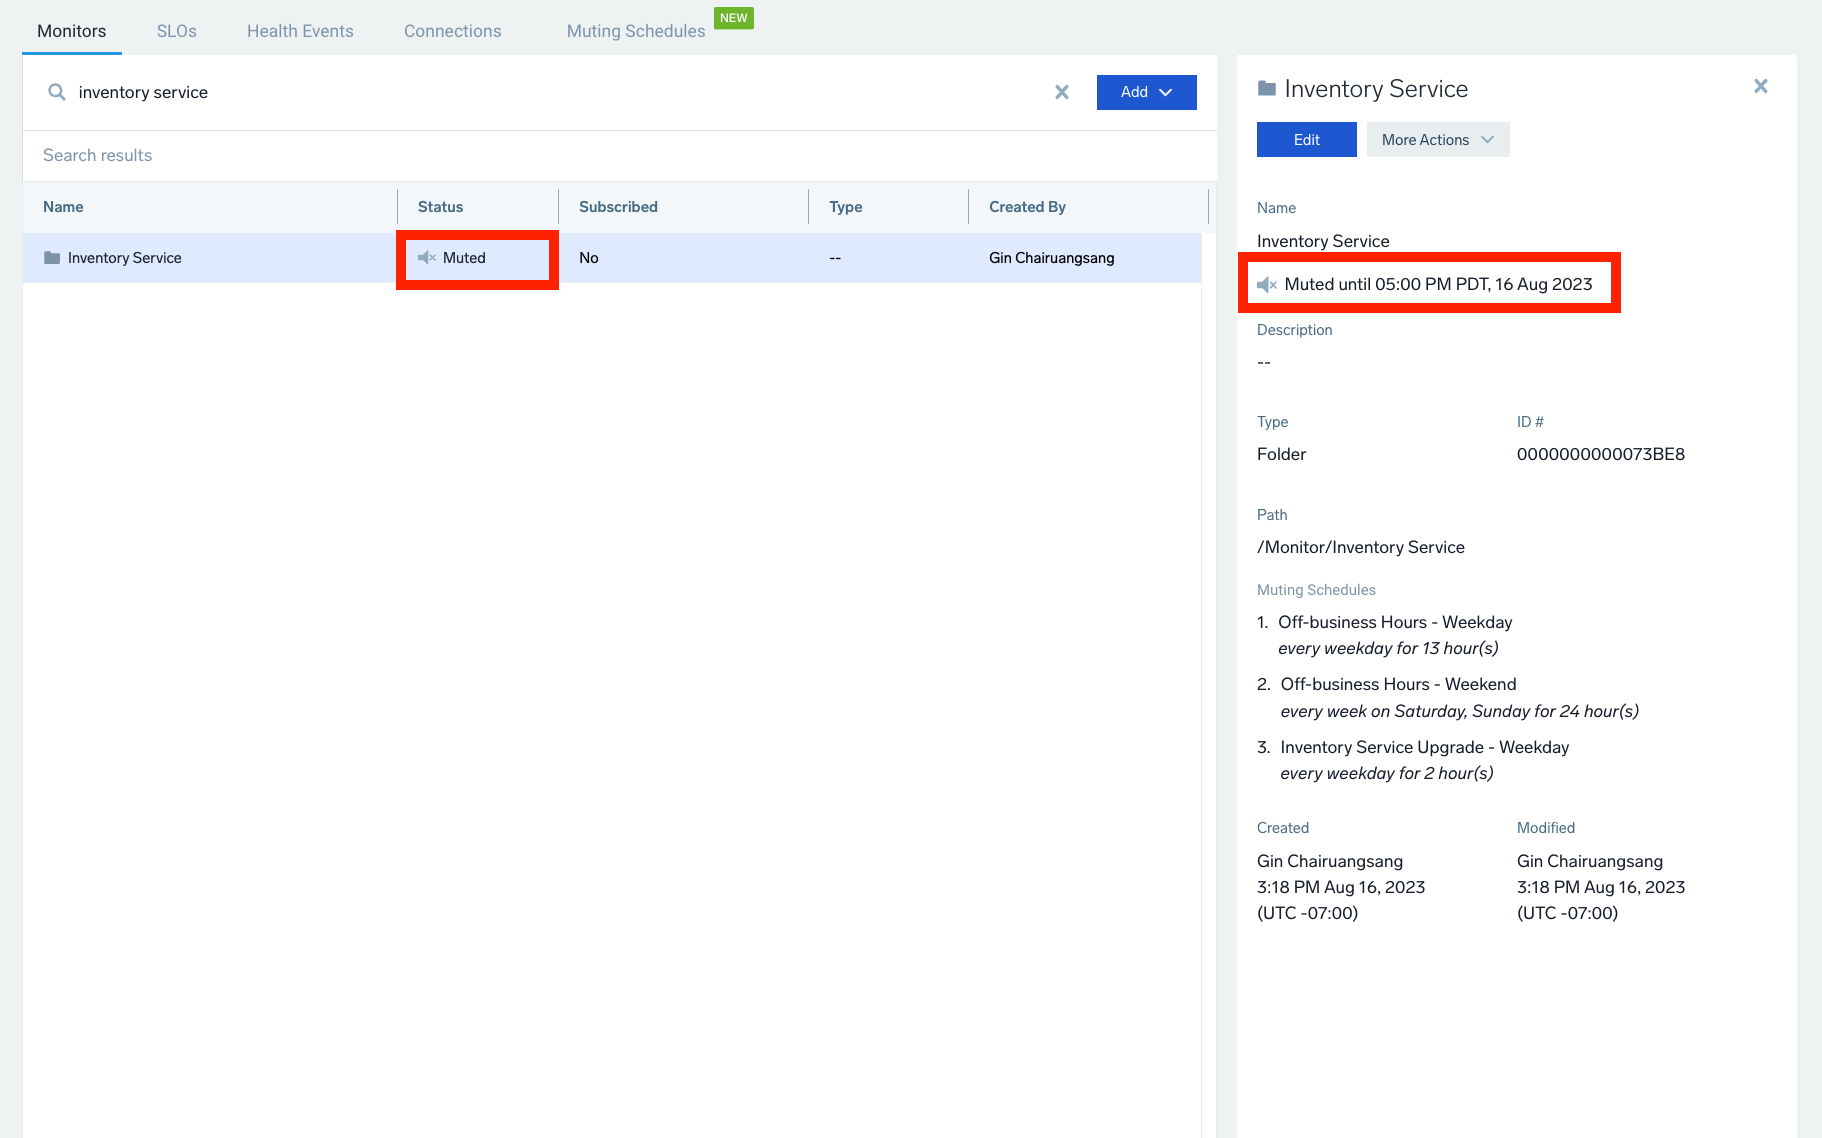 Monitors SLOs Health Events Connections Muting Schedules NEW
inventory service
Add
Search results
Name Status Subscribed Type Created By
Inventory Service Muted No -- Gin Chairuangsang
Inventory Service
Edit More Actions
Name
Inventory Service
Muted until 05:00 PM PDT, 16 Aug 2023
Description
--
Type ID #
Folder 0000000000073BE8
Path
/Monitor/Inventory Service
Muting Schedules
1. Off-business Hours - Weekday
every weekday for 13 hour(s)
2. Off-business Hours - Weekend
every week on Saturday, Sunday for 24 hour(s)
3. Inventory Service Upgrade - Weekday
every weekday for 2 hour(s)
Created Modified
Gin Chairuangsang Gin Chairuangsang
3:18 PM Aug 16, 2023 3:18 PM Aug 16, 2023
(UTC -07:00) (UTC -07:00)